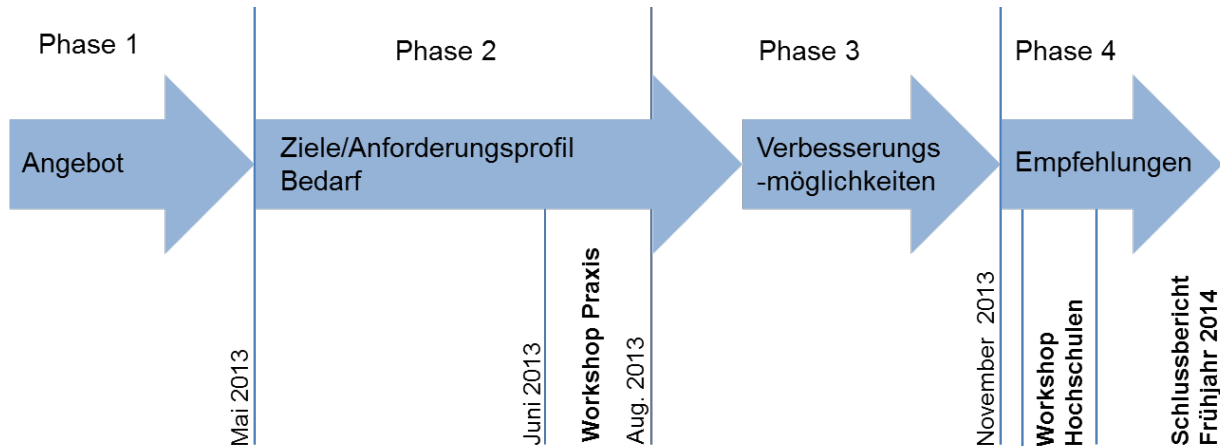 Phase 1
Phase 2
Phase 3
Phase 4
Angebot
Ziele/Anforderungsprofil
Bedarf
Verbesserungs
-möglichkeiten
Empfehlungen
Mai 2013
Juni 2013
Workshop Praxis
Aug. 2013
November 2013
Workshop
Hochschulen
Schlussbericht
Frühjahr 2014